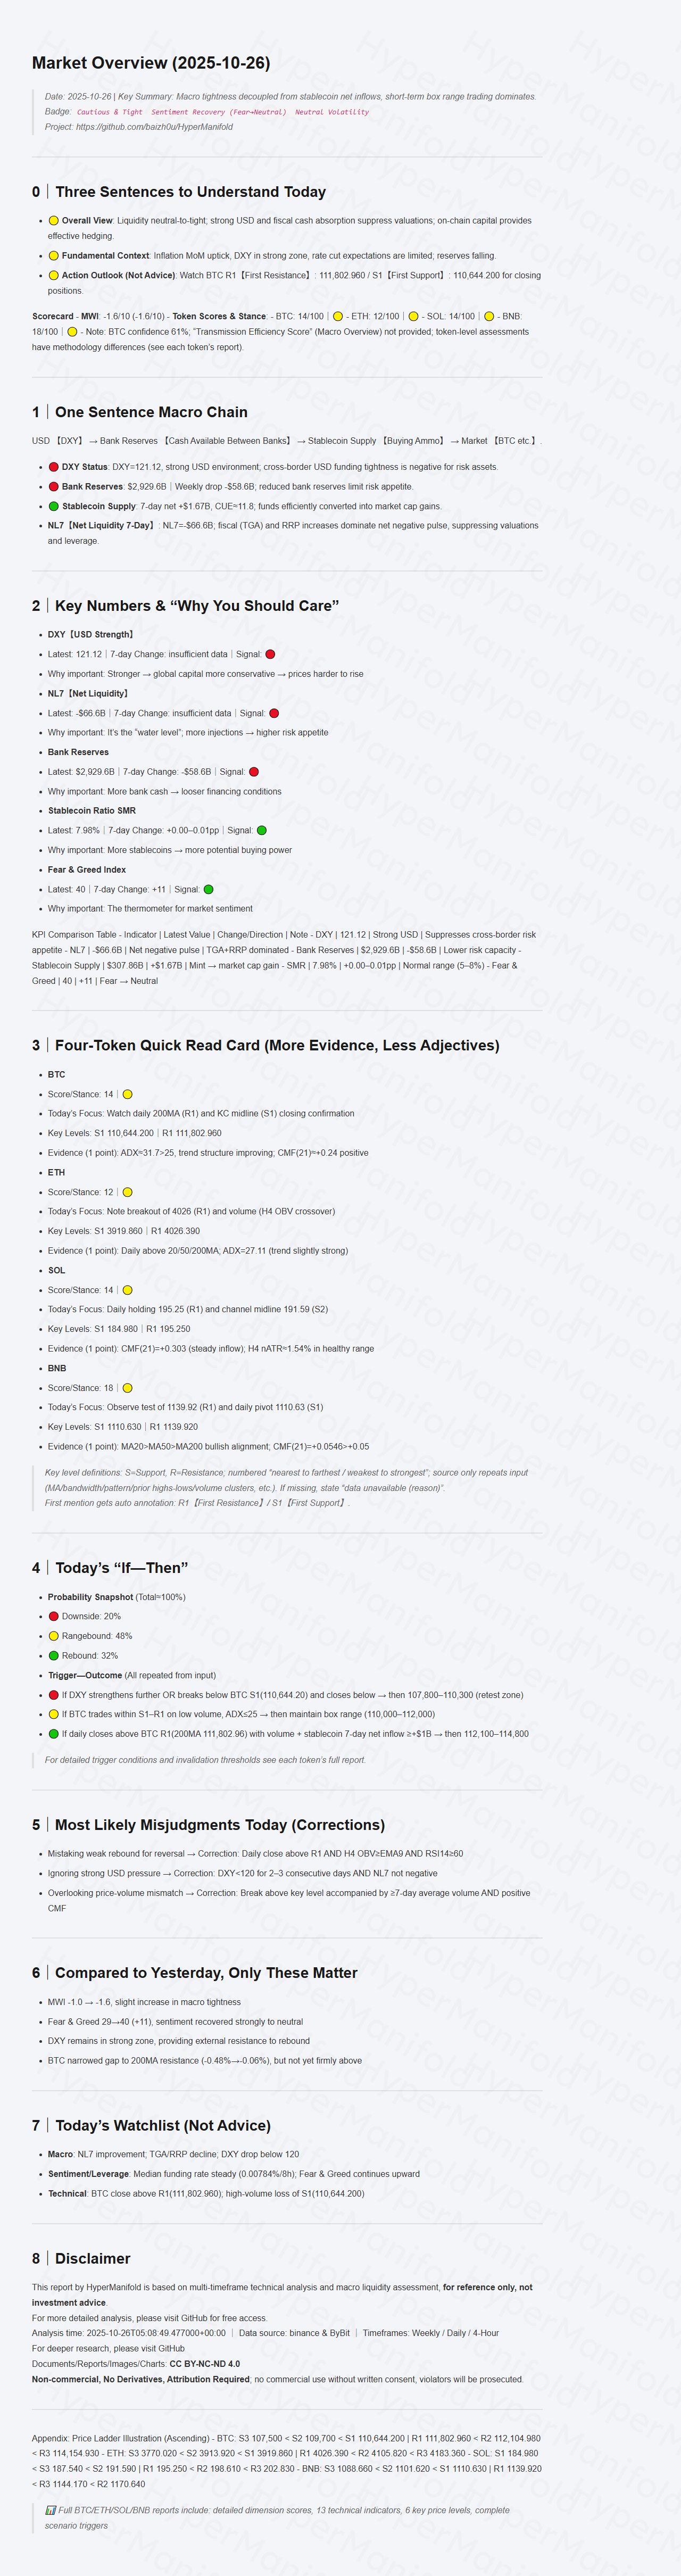 Market Overview (2025-10-26)
Date: 2025-10-26 | Key Summary: Macro tightness decoupled from stablecoin net inflows, short-term box range trading dominates.
Badge: Cautious & Tight Sentiment Recovery (Fear→Neutral) Neutral Volatility
Project: https://github.com/baizh0u/HyperManifold
0｜Three Sentences to Understand Today
• 🟡 Overall View: Liquidity neutral-to-tight; strong USD and fiscal cash absorption suppress valuations; on-chain capital provides
effective hedging.
• 🟡 Fundamental Context: Inflation MoM uptick, DXY in strong zone, rate cut expectations are limited; reserves falling.
• 🟡 Action Outlook (Not Advice): Watch BTC R1【First Resistance】: 111,802.960 / S1【First Support】: 110,644.200 for closing
positions.
Scorecard - MWI: -1.6/10 (-1.6/10) - Token Scores & Stance: - BTC: 14/100｜🟡 - ETH: 12/100｜🟡 - SOL: 14/100｜🟡 - BNB:
18/100｜🟡 - Note: BTC confidence 61%; “Transmission Efficiency Score” (Macro Overview) not provided; token-level assessments
have methodology differences (see each token’s report).
1｜One Sentence Macro Chain
USD 【DXY】 → Bank Reserves 【Cash Available Between Banks】 → Stablecoin Supply 【Buying Ammo】 → Market 【BTC etc.】.
• 🔴 DXY Status: DXY=121.12, strong USD environment; cross-border USD funding tightness is negative for risk assets.
• 🔴 Bank Reserves: $2,929.6B｜Weekly drop -$58.6B; reduced bank reserves limit risk appetite.
• 🟢 Stablecoin Supply: 7-day net +$1.67B, CUE≈11.8; funds efficiently converted into market cap gains.
• NL7【Net Liquidity 7-Day】: NL7=-$66.6B; fiscal (TGA) and RRP increases dominate net negative pulse, suppressing valuations
and leverage.
2｜Key Numbers & “Why You Should Care”
• DXY【USD Strength】
• Latest: 121.12｜7-day Change: insufficient data｜Signal: 🔴
• Why important: Stronger → global capital more conservative → prices harder to rise
• NL7【Net Liquidity】
• Latest: -$66.6B｜7-day Change: insufficient data｜Signal: 🔴
• Why important: It’s the “water level”; more injections → higher risk appetite
• Bank Reserves
• Latest: $2,929.6B｜7-day Change: -$58.6B｜Signal: 🔴
• Why important: More bank cash → looser financing conditions
• Stablecoin Ratio SMR
• Latest: 7.98%｜7-day Change: +0.00–0.01pp｜Signal: 🟢
• Why important: More stablecoins → more potential buying power
• Fear & Greed Index
• Latest: 40｜7-day Change: +11｜Signal: 🟢
• Why important: The thermometer for market sentiment
KPI Comparison Table - Indicator | Latest Value | Change/Direction | Note - DXY | 121.12 | Strong USD | Suppresses cross-border risk
appetite - NL7 | -$66.6B | Net negative pulse | TGA+RRP dominated - Bank Reserves | $2,929.6B | -$58.6B | Lower risk capacity -
Stablecoin Supply | $307.86B | +$1.67B | Mint → market cap gain - SMR | 7.98% | +0.00–0.01pp | Normal range (5–8%) - Fear &
Greed | 40 | +11 | Fear → Neutral
3｜Four-Token Quick Read Card (More Evidence, Less Adjectives)
• BTC
• Score/Stance: 14｜🟡
• Today’s Focus: Watch daily 200MA (R1) and KC midline (S1) closing confirmation
• Key Levels: S1 110,644.200｜R1 111,802.960
• Evidence (1 point): ADX≈31.7>25, trend structure improving; CMF(21)≈+0.24 positive
• ETH
• Score/Stance: 12｜🟡
• Today’s Focus: Note breakout of 4026 (R1) and volume (H4 OBV crossover)
• Key Levels: S1 3919.860｜R1 4026.390
• Evidence (1 point): Daily above 20/50/200MA; ADX=27.11 (trend slightly strong)
• SOL
• Score/Stance: 14｜🟡
• Today’s Focus: Daily holding 195.25 (R1) and channel midline 191.59 (S2)
• Key Levels: S1 184.980｜R1 195.250
• Evidence (1 point): CMF(21)=+0.303 (steady inflow); H4 nATR≈1.54% in healthy range
• BNB
• Score/Stance: 18｜🟡
• Today’s Focus: Observe test of 1139.92 (R1) and daily pivot 1110.63 (S1)
• Key Levels: S1 1110.630｜R1 1139.920
• Evidence (1 point): MA20>MA50>MA200 bullish alignment; CMF(21)=+0.0546>+0.05
Key level definitions: S=Support, R=Resistance; numbered “nearest to farthest / weakest to strongest”; source only repeats input
(MA/bandwidth/pattern/prior highs-lows/volume clusters, etc.). If missing, state “data unavailable (reason)”.
First mention gets auto annotation: R1【First Resistance】/ S1【First Support】.
4｜Today’s “If—Then”
• Probability Snapshot (Total=100%)
• 🔴 Downside: 20%
• 🟡 Rangebound: 48%
• 🟢 Rebound: 32%
• Trigger—Outcome (All repeated from input)
• 🔴 If DXY strengthens further OR breaks below BTC S1(110,644.20) and closes below → then 107,800–110,300 (retest zone)
• 🟡 If BTC trades within S1–R1 on low volume, ADX≤25 → then maintain box range (110,000–112,000)
• 🟢 If daily closes above BTC R1(200MA 111,802.96) with volume + stablecoin 7-day net inflow ≥+$1B → then 112,100–114,800
For detailed trigger conditions and invalidation thresholds see each token’s full report.
5｜Most Likely Misjudgments Today (Corrections)
• Mistaking weak rebound for reversal → Correction: Daily close above R1 AND H4 OBV≥EMA9 AND RSI14≥60
• Ignoring strong USD pressure → Correction: DXY<120 for 2–3 consecutive days AND NL7 not negative
• Overlooking price-volume mismatch → Correction: Break above key level accompanied by ≥7-day average volume AND positive
CMF
6｜Compared to Yesterday, Only These Matter
• MWI -1.0 → -1.6, slight increase in macro tightness
• Fear & Greed 29→40 (+11), sentiment recovered strongly to neutral
• DXY remains in strong zone, providing external resistance to rebound
• BTC narrowed gap to 200MA resistance (-0.48%→-0.06%), but not yet firmly above
7｜Today’s Watchlist (Not Advice)
• Macro: NL7 improvement; TGA/RRP decline; DXY drop below 120
• Sentiment/Leverage: Median funding rate steady (0.00784%/8h); Fear & Greed continues upward
• Technical: BTC close above R1(111,802.960); high-volume loss of S1(110,644.200)
8｜Disclaimer
This report by HyperManifold is based on multi-timeframe technical analysis and macro liquidity assessment, for reference only, not
investment advice.
For more detailed analysis, please visit GitHub for free access.
Analysis time: 2025-10-26T05:08:49.477000+00:00 ｜ Data source: binance & ByBit ｜ Timeframes: Weekly / Daily / 4-Hour
For deeper research, please visit GitHub
Documents/Reports/Images/Charts: CC BY-NC-ND 4.0
Non-commercial, No Derivatives, Attribution Required; no commercial use without written consent, violators will be prosecuted.
Appendix: Price Ladder Illustration (Ascending) - BTC: S3 107,500 < S2 109,700 < S1 110,644.200 | R1 111,802.960 < R2 112,104.980
< R3 114,154.930 - ETH: S3 3770.020 < S2 3913.920 < S1 3919.860 | R1 4026.390 < R2 4105.820 < R3 4183.360 - SOL: S1 184.980
< S3 187.540 < S2 191.590 | R1 195.250 < R2 198.610 < R3 202.830 - BNB: S3 1088.660 < S2 1101.620 < S1 1110.630 | R1 1139.920
< R3 1144.170 < R2 1170.640
📊 Full BTC/ETH/SOL/BNB reports include: detailed dimension scores, 13 technical indicators, 6 key price levels, complete
scenario triggers
HyperManifold